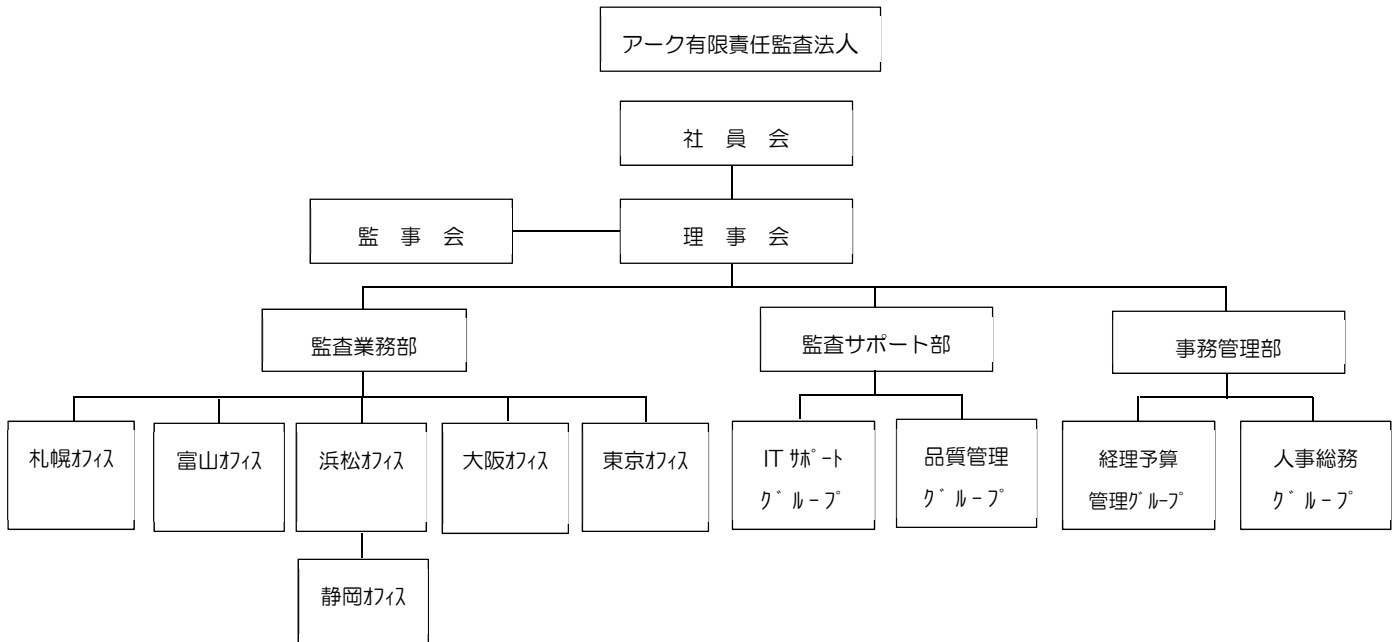 アーク有限責任監査法人
社　員　会
監　事　会
理　事　会
監査業務部
監査サポート部
事務管理部
札幌ｵﾌｨｽ
富山ｵﾌｨｽ
浜松ｵﾌｨｽ
大阪ｵﾌｨｽ
東京ｵﾌｨｽ
IT ｻﾎﾟｰﾄ
ｸﾞﾙｰﾌﾟ
品質管理
ｸﾞﾙｰﾌﾟ
経理予算
管理ｸﾞﾙｰﾌﾟ
人事総務
ｸﾞﾙｰﾌﾟ
静岡ｵﾌｨｽ